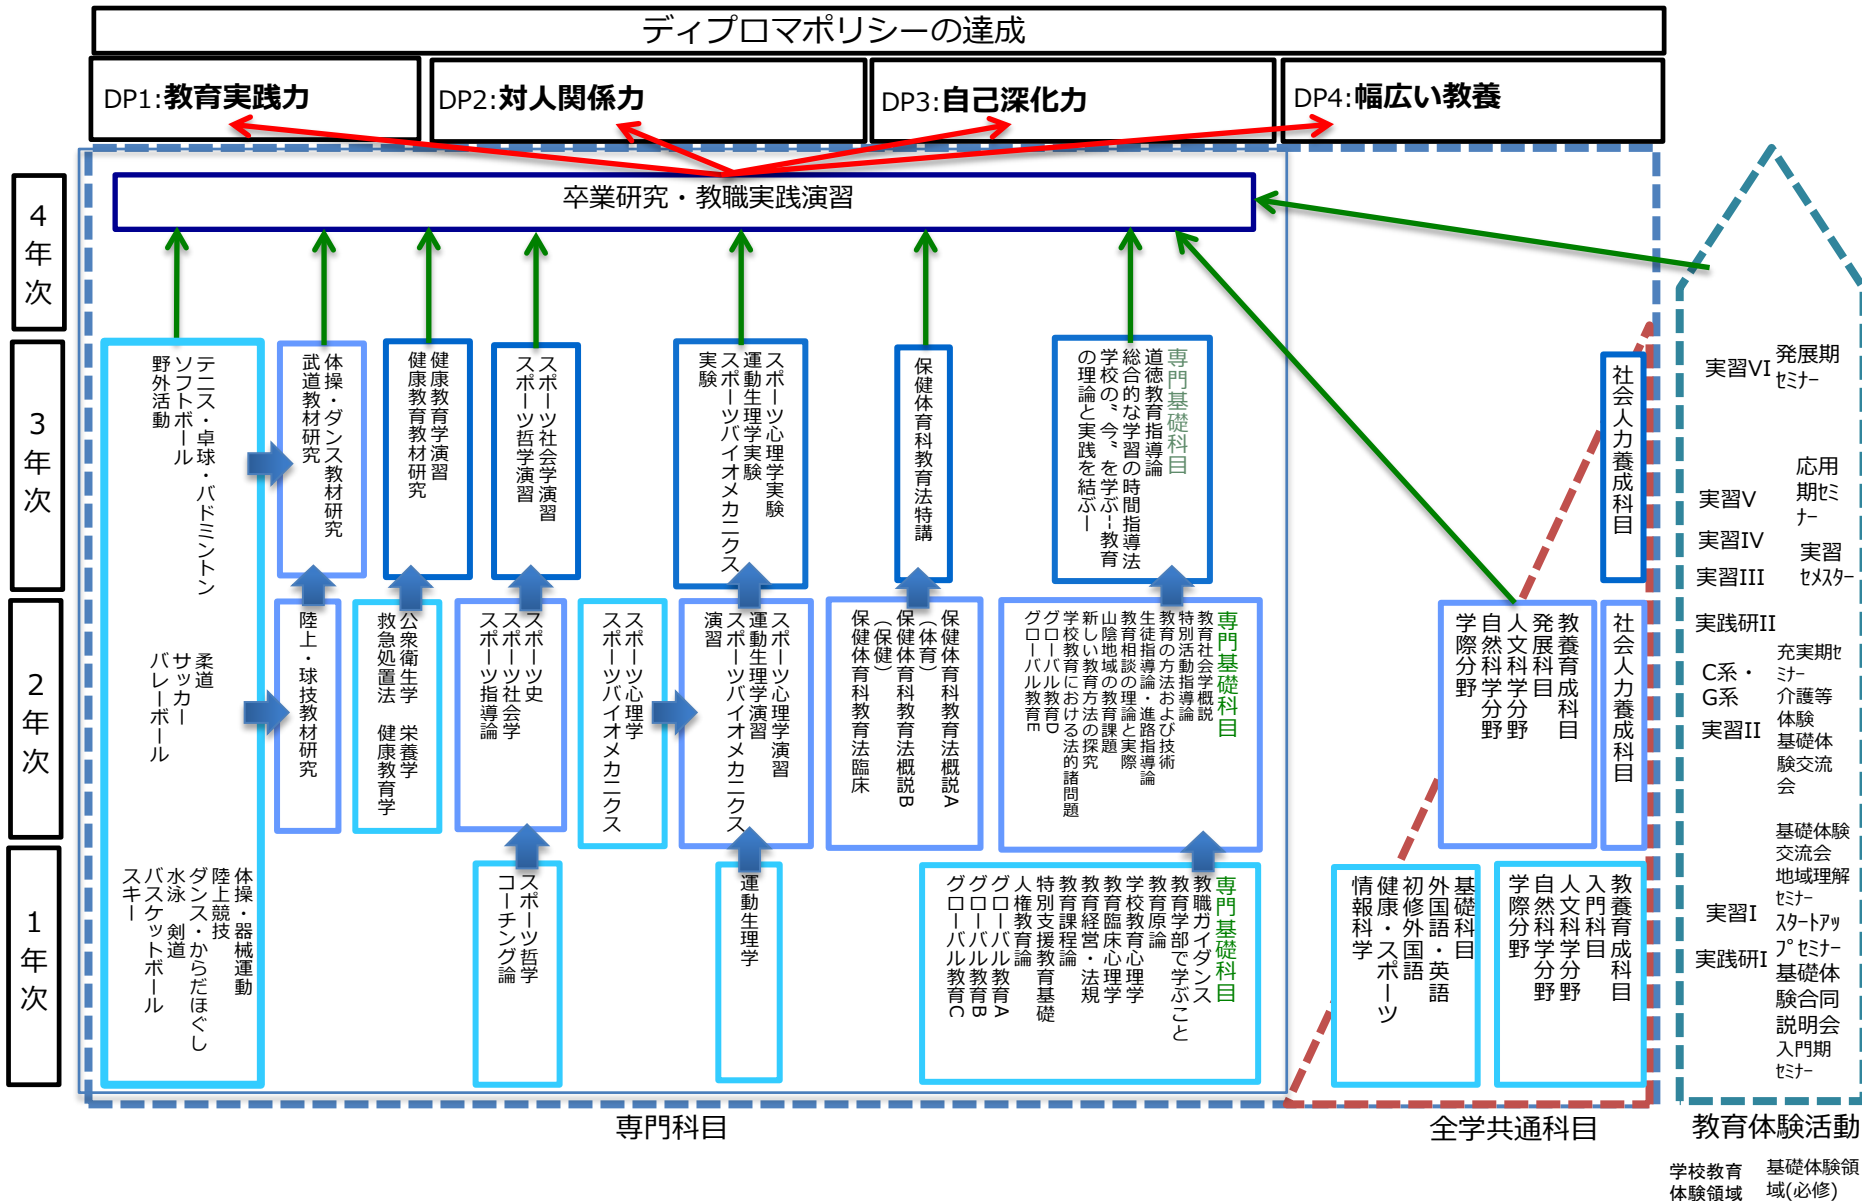 ディプロマポリシーの達成
DP1:教育実践力
DP2:対人関係力
DP3:自己深化力
DP4:幅広い教養
4年次
卒業研究・教職実践演習
3年次
テニス・卓球・バドミントン
ソフトボール
野外活動
体操・ダンス教材研究
武道教材研究
健康教育学演習
健康教育教材研究
スポーツ社会学演習
スポーツ哲学演習
スポーツ心理学実験
運動生理学実験
スポーツバイオメカニクス
実験
保健体育科教育法特講
専門基礎科目
道徳教育指導論
総合的な学習の時間指導法
学校の〝今〟を学ぶ--教育
の理論と実践を結ぶー
社会人力養成科目
2年次
柔道
サッカー
バレーボール
陸上・球技教材研究
公衆衛生学 栄養学
救急処置法 健康教育学
スポーツ史
スポーツ社会学
スポーツ指導論
スポーツ心理学
スポーツバイオメカニクス
スポーツ心理学演習
運動生理学演習
スポーツバイオメカニクス
演習
保健体育科教育法概説A
（体育）
保健体育科教育法概説B
（保健）
保健体育科教育法臨床
専門基礎科目
教育社会学概説
特別活動指導論
教育の方法および技術
生徒指導論・進路指導論
教育相談の理論と実際
山陰地域の教育課題
新しい教育方法の探究
学校教育における法的諸問題
グローバル教育D
グローバル教育E
教養育成科目
発展科目
人文科学分野
自然科学分野
学際分野
社会人力養成科目
1年次
体操・器械運動
陸上競技
ダンス・からだほぐし
水泳 剣道
バスケットボール
スキー
スポーツ哲学
コーチング論
運動生理学
専門基礎科目
教職ガイダンス
教育学部で学ぶこと
教育原論
学校教育心理学
教育臨床心理学
教育経営・法規
教育課程論
特別支援教育基礎
人権教育論
グローバル教育A
グローバル教育B
グローバル教育C
基礎科目
外国語・英語
初修外国語
健康・スポーツ
情報科学
教養育成科目
入門科目
人文科学分野
自然科学分野
学際分野
実習VI
実習V
実習IV
実習III
実践研II
C系・
G系
実習II
実習I
実践研I
発展期
ｾﾐﾅｰ
応用
期ｾﾐ
ﾅｰ
実習
ｾﾒｽﾀｰ
充実期ｾ
ﾐﾅｰ
介護等
体験
基礎体
験交流
会
基礎体験
交流会
地域理解
ｾﾐﾅｰ
ｽﾀｰﾄｱｯ
ﾌﾟｾﾐﾅｰ
基礎体
験合同
説明会
入門期
ｾﾐﾅｰ
専門科目
全学共通科目
教育体験活動
学校教育
体験領域
基礎体験領
域(必修)